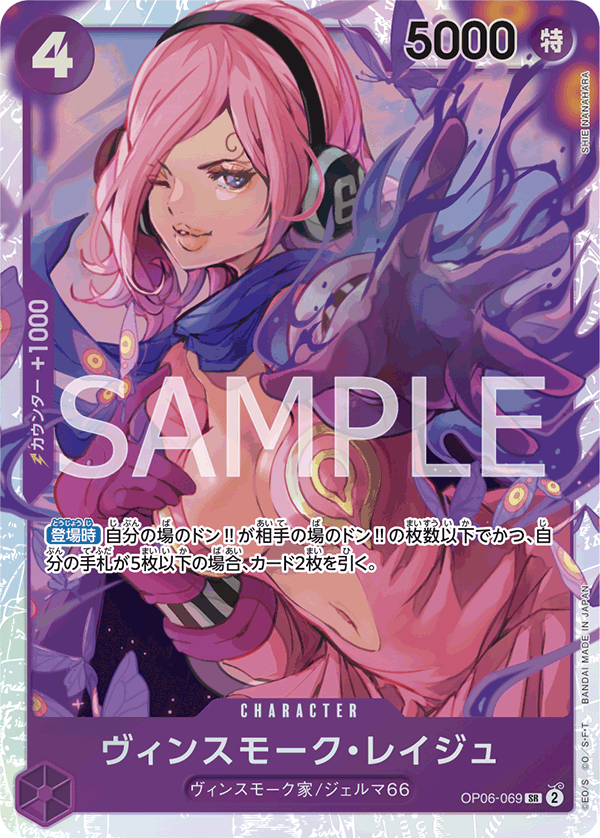 4
5000 特
SHIE NANAHARA
カウンター +1000
SAMPLE
登場時 自分の場のドン!!が相手の場のドン!!の枚数以下でかつ、自
分の手札が5枚以下の場合、カード2枚を引く。
CHARACTER
ヴィンスモーク・レイジュ
ヴィンスモーク家/ジェルマ66
OP06-069 SR 2
©E.O/S ©O./S.・F.・T. BANDAI MADE IN JAPAN